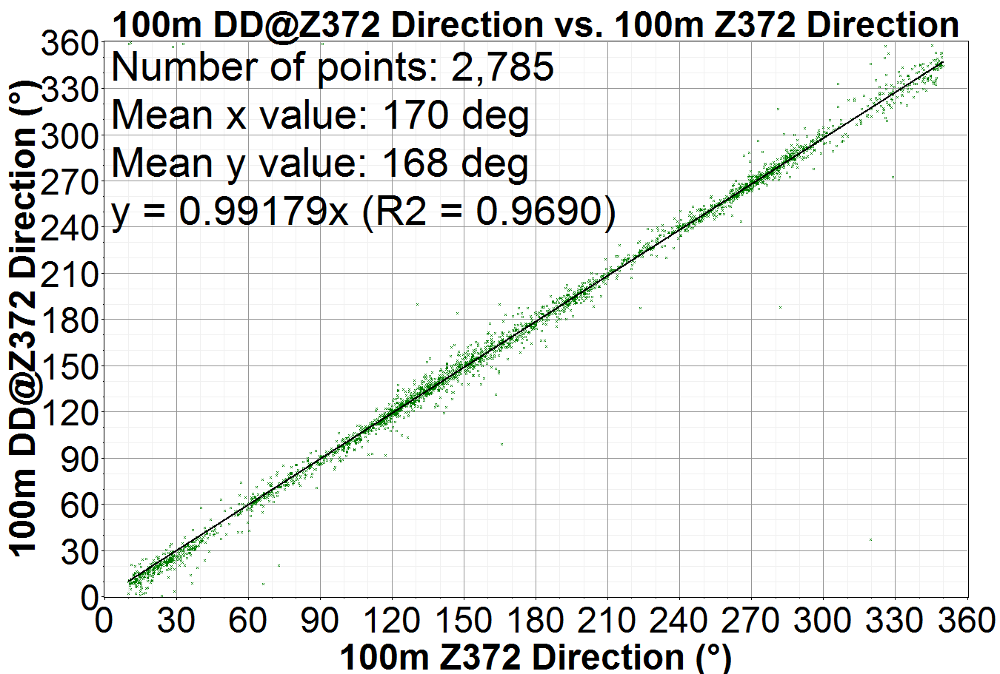 100m DD@Z372 Direction vs. 100m Z372 Direction
Number of points: 2,785
Mean x value: 170 deg
Mean y value: 168 deg
y = 0.99179x (R2 = 0.9690)
100m DD@Z372 Direction (°)
360
330
300
270
240
210
180
150
120
90
60
30
0
0 30 60 90 120 150 180 210 240 270 300 330 360
100m Z372 Direction (°)